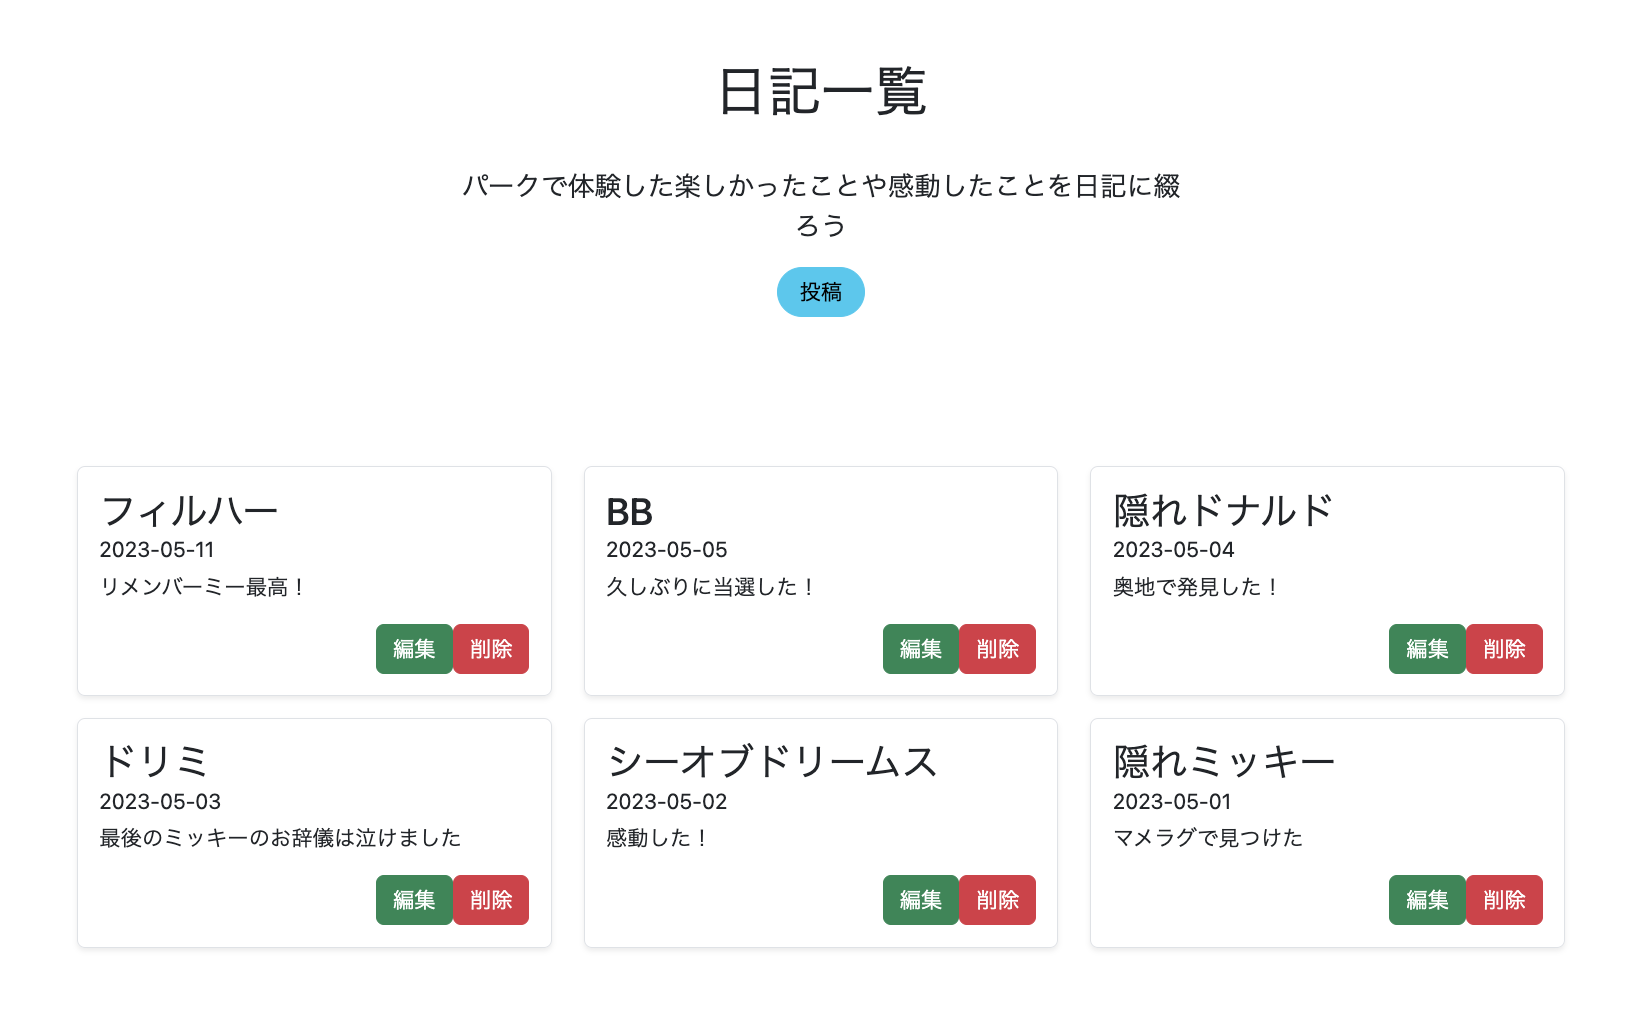 日記一覧
パークで体験した楽しかったことや感動したことを日記に綴
ろう
投稿
フィルハー
2023-05-11
リメンバーミー最高！
編集 削除
BB
2023-05-05
久しぶりに当選した！
編集 削除
隠れドナルド
2023-05-04
奥地で発見した！
編集 削除
ドリミ
2023-05-03
最後のミッキーのお辞儀は泣けました
編集 削除
シーオブドリームス
2023-05-02
感動した！
編集 削除
隠れミッキー
2023-05-01
マメラグで見つけた
編集 削除